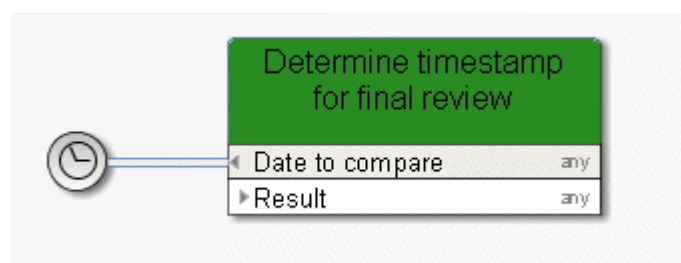 Determine timestamp
for final review
Date to compare any
Result any